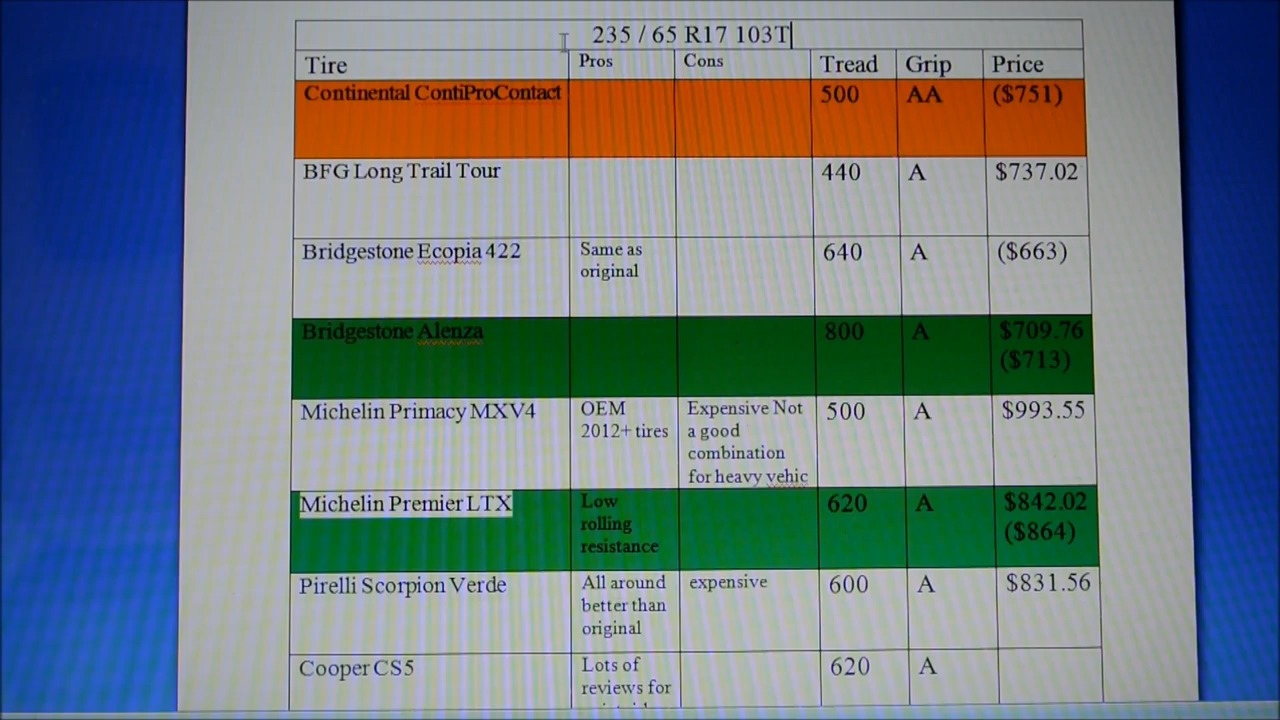 235 / 65 R17 103T
Tire Pros Cons Tread Grip Price
Continental ContiProContact 500 AA ($751)
BFG Long Trail Tour 440 A $737.02
Bridgestone Ecopia 422 Same as 640 A ($663)
original
Bridgestone Alenza 800 A $709.76
($713)
Michelin Primacy MXV4 OEM Expensive Not 500 A $993.55
2012+ tires a good
combination
for heavy vehic
Michelin Premier LTX Low 620 A $842.02
rolling ($864)
resistance
Pirelli Scorpion Verde All around expensive 600 A $831.56
better than
original
Cooper CS5 Lots of 620 A
reviews for